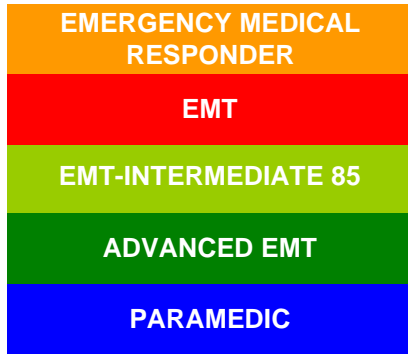 EMERGENCY MEDICAL
RESPONDER
EMT
EMT-INTERMEDIATE 85
ADVANCED EMT
PARAMEDIC